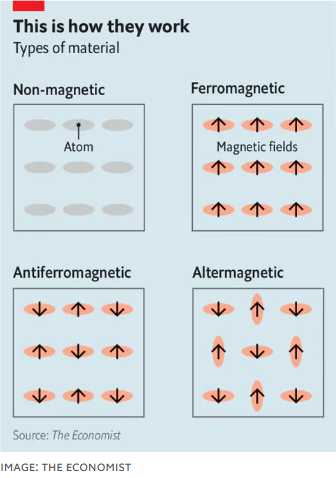 This is how they work
Types of material
Non-magnetic
Ferromagnetic
Atom
Magnetic fields
Antiferromagnetic
Altermagnetic
Source: The Economist
IMAGE: THE ECONOMIST